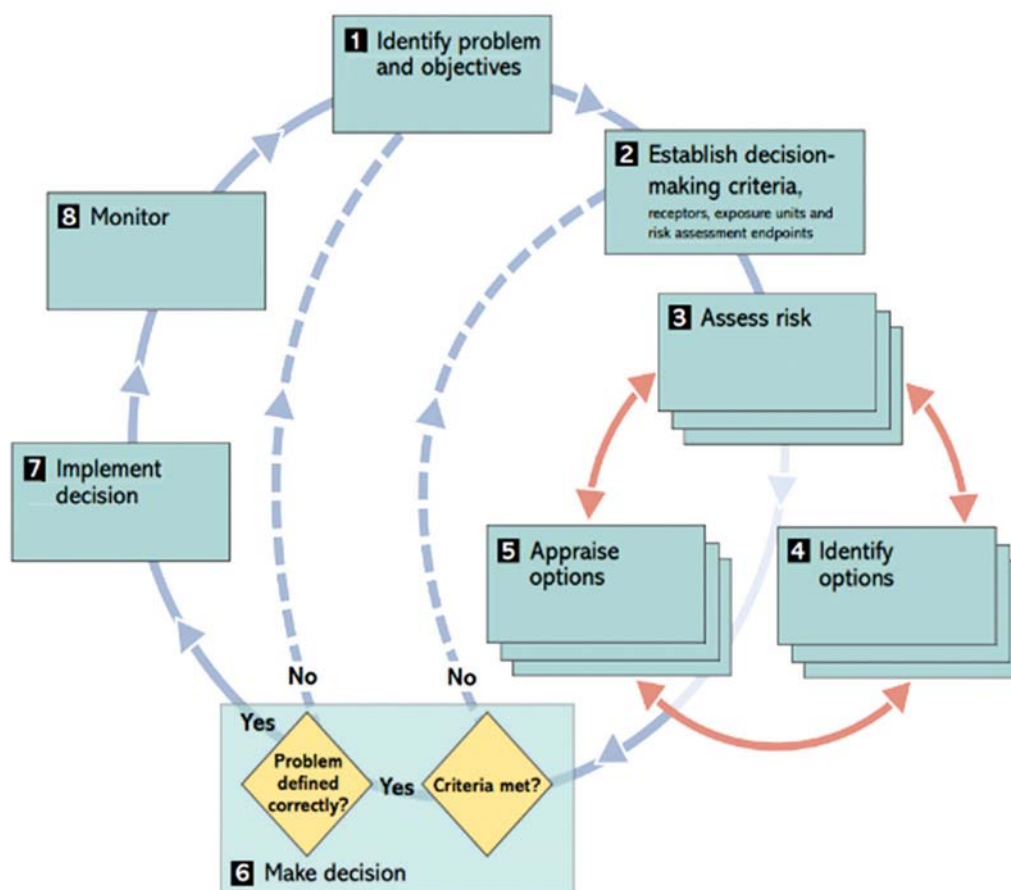 1 Identify problem
and objectives
2 Establish decision-
making criteria,
receptors, exposure units and
risk assessment endpoints
3 Assess risk
4 Identify
options
5 Appraise
options
Criteria met?
No
Yes
Problem
defined
correctly?
No
Yes
6 Make decision
7 Implement
decision
8 Monitor